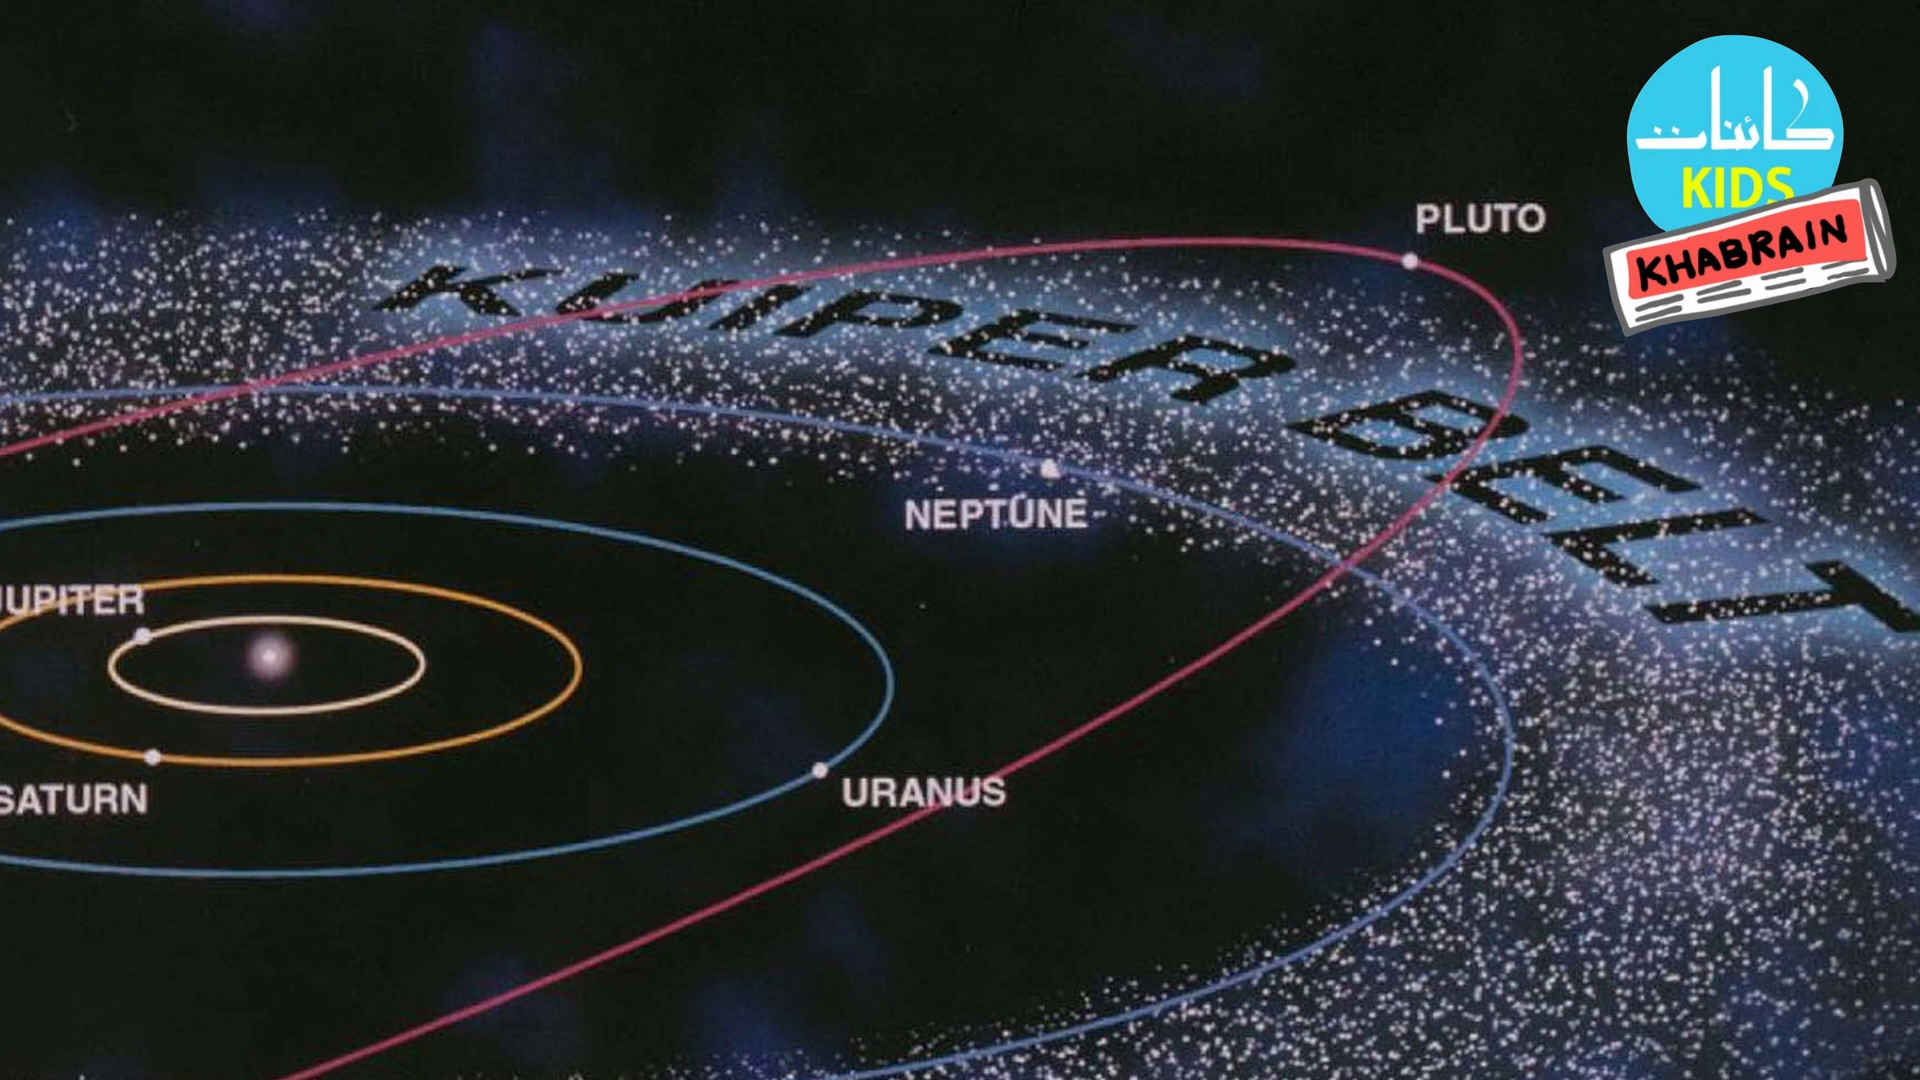 کائنات
KIDS
KHABRAIN
PLUTO
KUIPER BELT
NEPTUNE
JUPITER
SATURN
URANUS